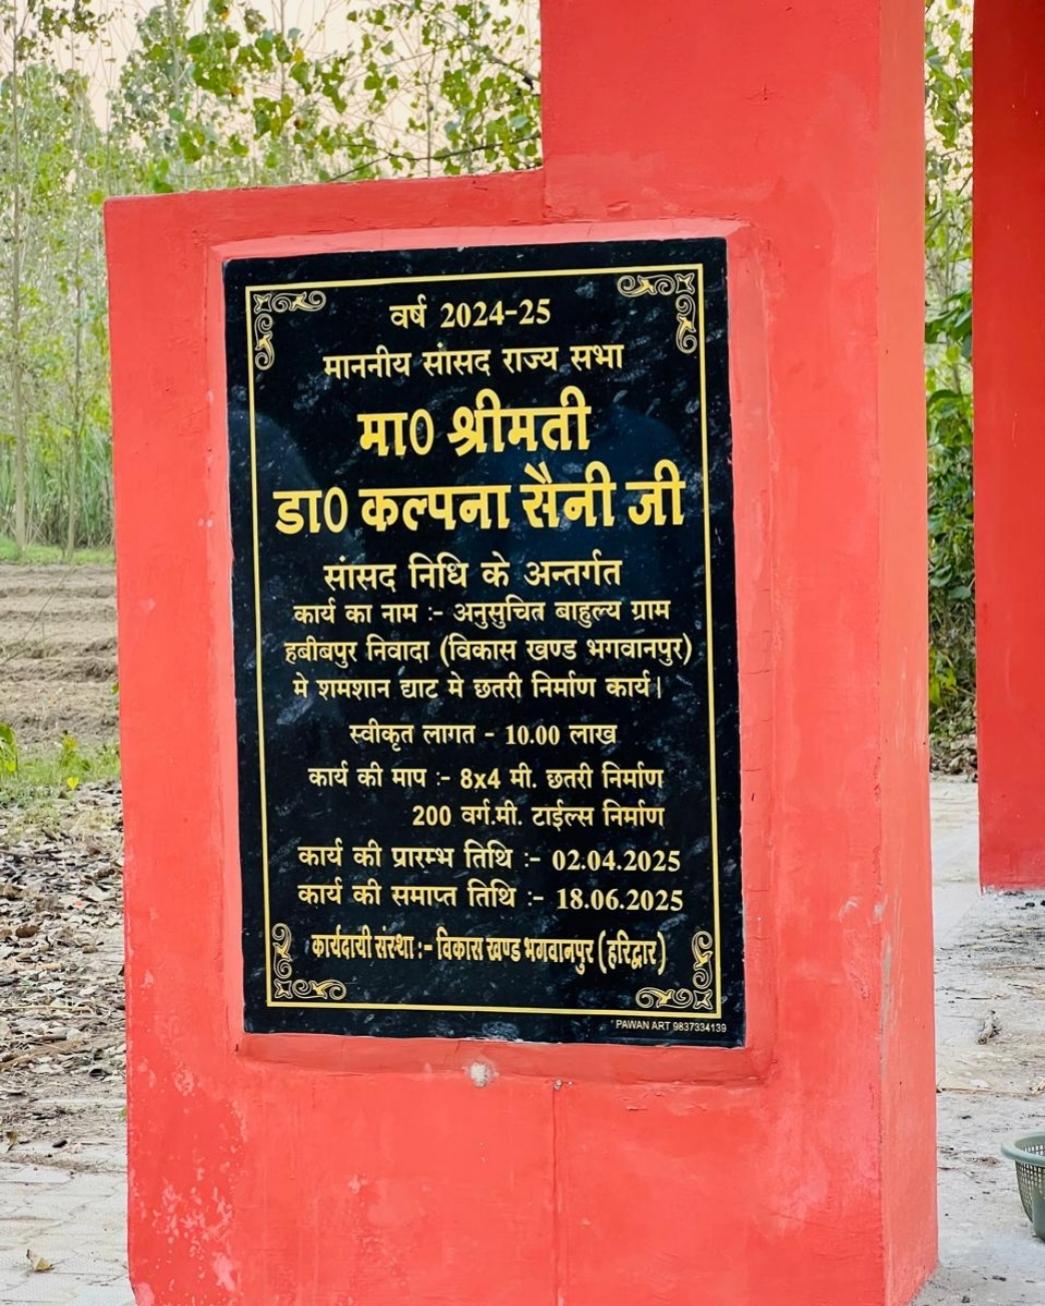 वर्ष 2024-25
माननीय सांसद राज्य सभा
मा0 श्रीमती
डा0 कल्पना सैनी जी
सांसद निधि के अन्तर्गत
कार्य का नाम :- अनुसुचित बाहुल्य ग्राम
हबीबपुर निवादा (विकास खण्ड भगवानपुर)
मे शमशान द्याट मे छतरी निर्माण कार्य।
स्वीकृत लागत - 10.00 लाख
कार्य की माप :- 8x4 मी. छतरी निर्माण
200 वर्ग.मी. टाईल्स निर्माण
कार्य की प्रारम्भ तिथि :- 02.04.2025
कार्य की समाप्त तिथि :- 18.06.2025
कार्यदायी संस्था :- विकास खण्ड भगवानपुर (हरिद्वार)
PAWAN ART 9837334139